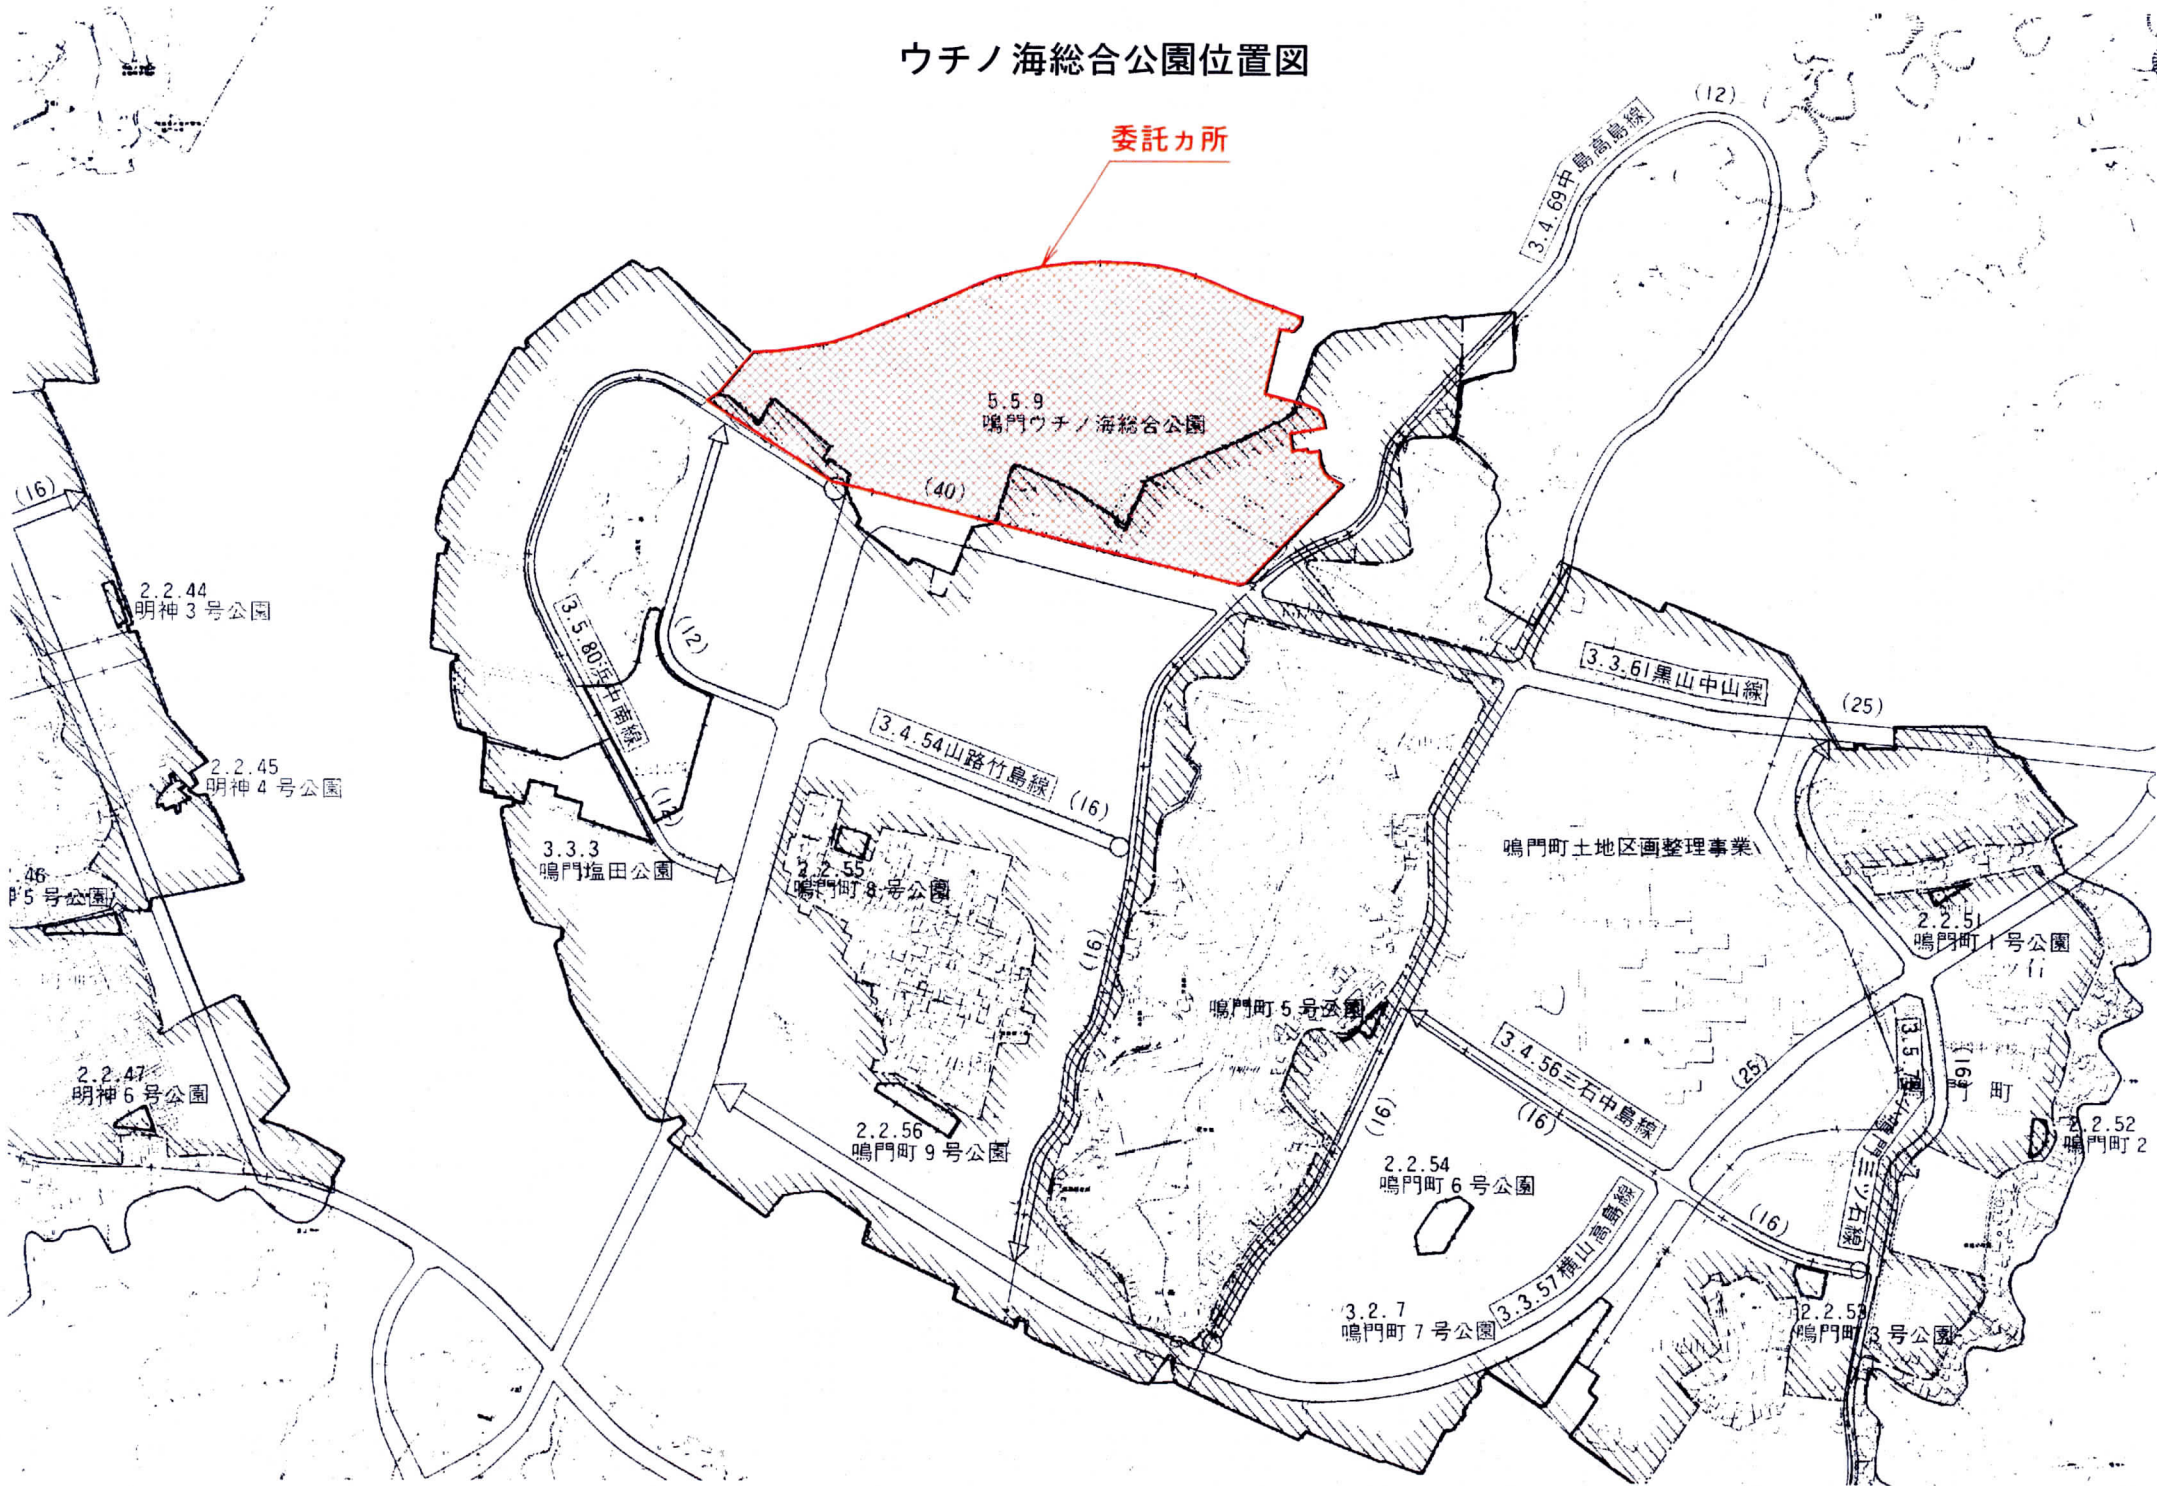 ウチノ海総合公園位置図
委託カ所
(12)
3.4.69中島高島線
5.5.9
鳴門ウチノ海総合公園
(40)
(16)
2.2.44
明神3号公園
3.5.80浜中南線
(12)
3.3.61黒山中山線
(25)
3.4.54山路竹島線
(16)
2.2.45
明神4号公園
(12)
3.3.3
鳴門塩田公園
2.2.55
鳴門町8号公園
鳴門町土地区画整理事業
46
5号公園
2.2.51
鳴門町1号公園
(16)
鳴門町5号公園
3.4.56三石中島線
(16)
(25)
(16)
町
2.2.47
明神6号公園
2.2.56
鳴門町9号公園
(16)
2.2.54
鳴門町6号公園
2.2.52
鳴門町2
(16)
3.3.57横山高島線
3.2.7
鳴門町7号公園
2.2.53
鳴門町3号公園